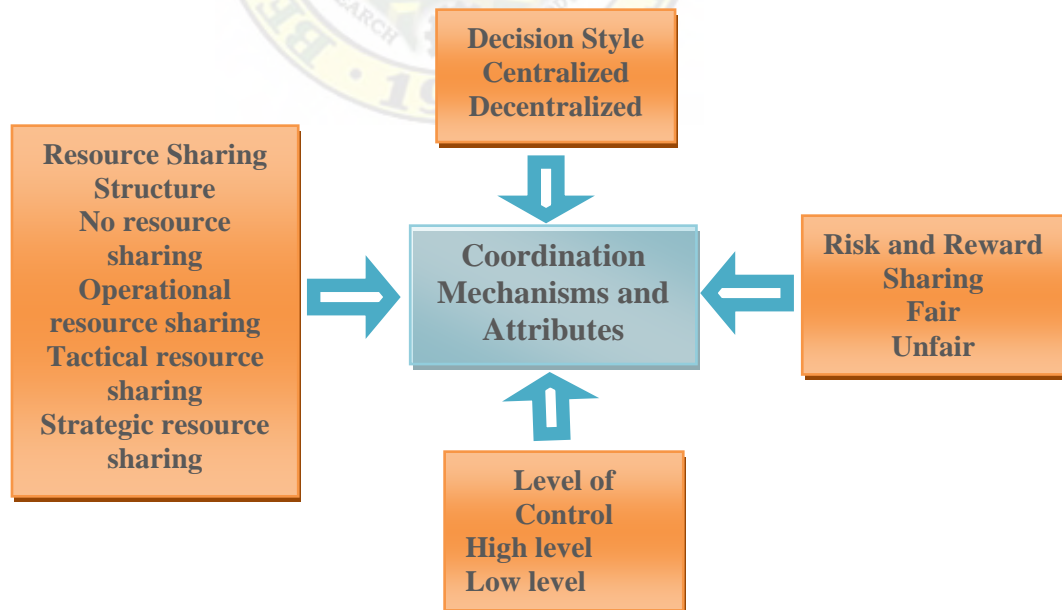 Decision Style
Centralized
Decentralized
Resource Sharing
Structure
No resource
sharing
Operational
resource sharing
Tactical resource
sharing
Strategic resource
sharing
Coordination
Mechanisms and
Attributes
Risk and Reward
Sharing
Fair
Unfair
Level of
Control
High level
Low level